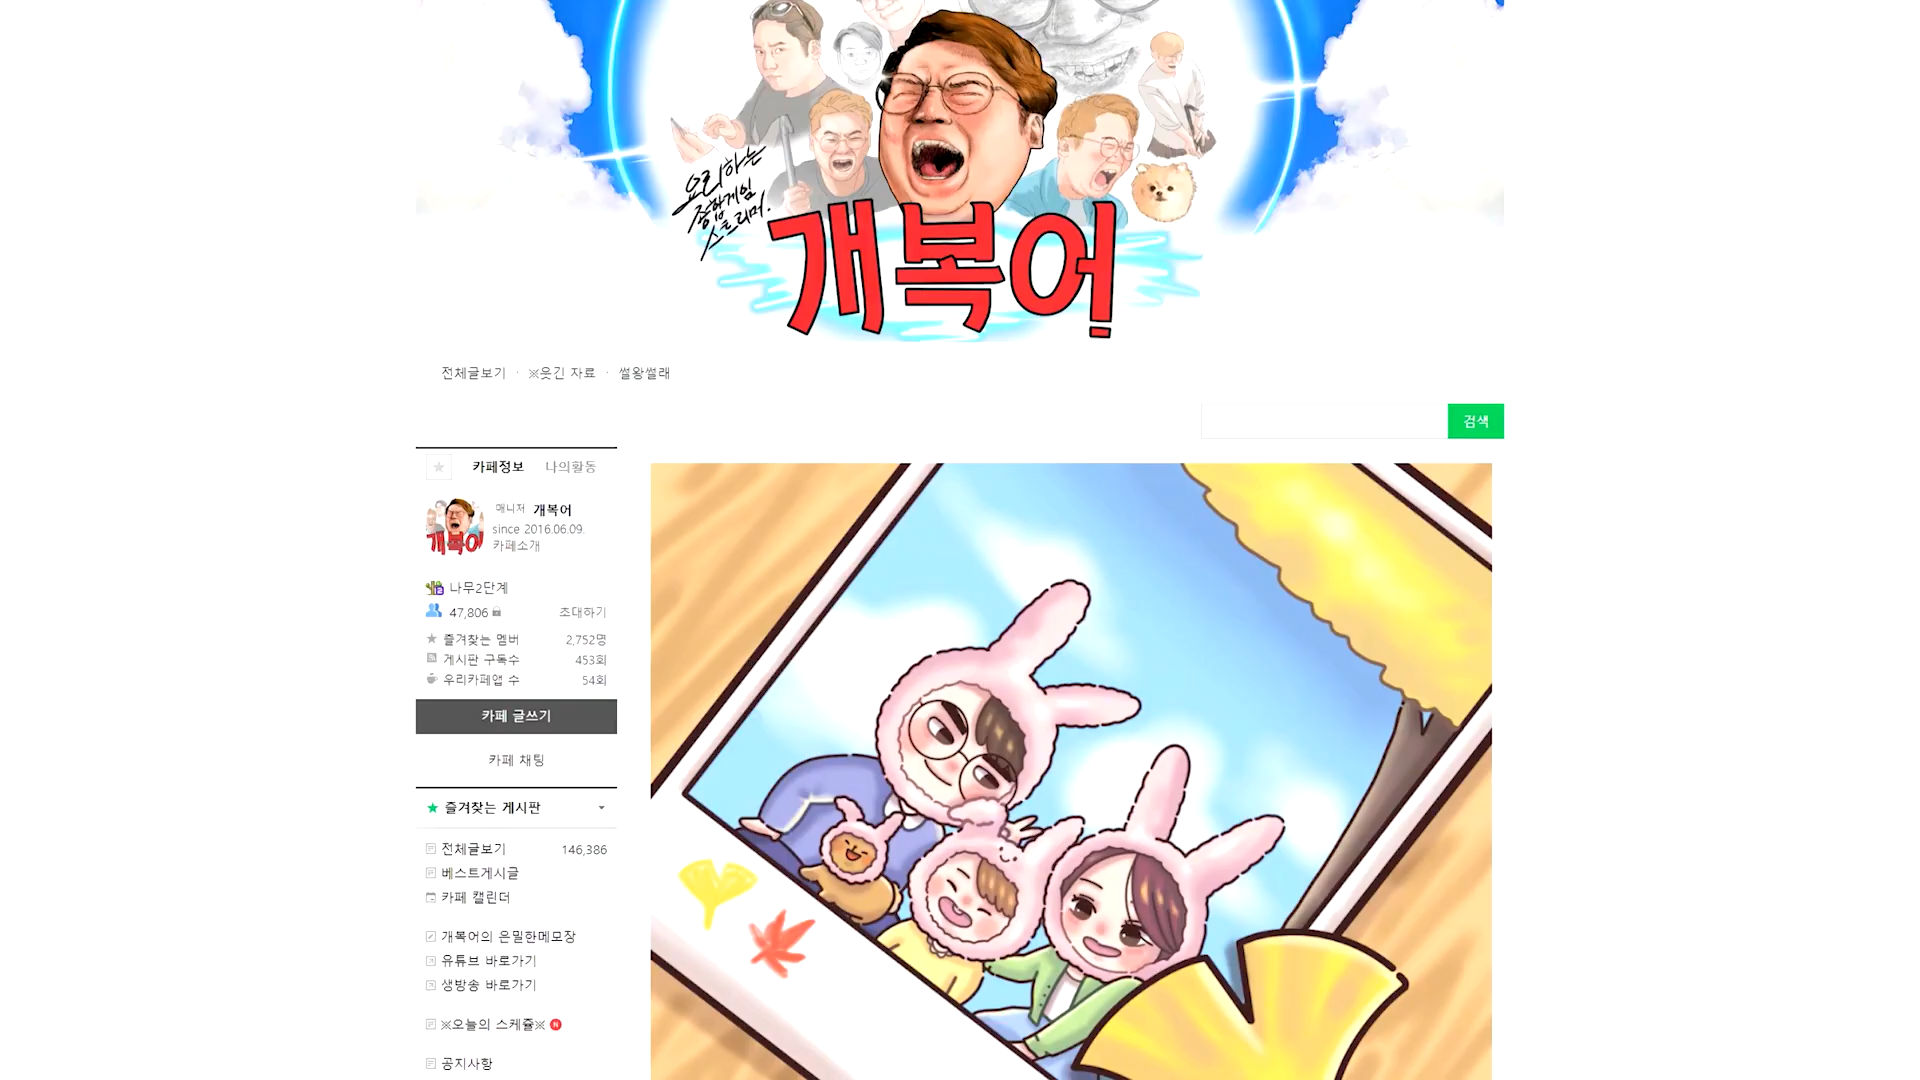 요리하는
종합게임
스트리머.
개복어
전체글보기 · ※웃긴 자료 · 썰왕썰래
검색
카페정보 나의활동
매니저 개복어
since 2016.06.09.
카페소개
개복어
나무2단계
47,806 초대하기
즐겨찾는 멤버 2,752명
게시판 구독수 453회
우리카페앱 수 54회
카페 글쓰기
카페 채팅
즐겨찾는 게시판
전체글보기 146,386
베스트게시글
카페 캘린더
개복어의 은밀한메모장
유튜브 바로가기
생방송 바로가기
※오늘의 스케쥴※ N
공지사항